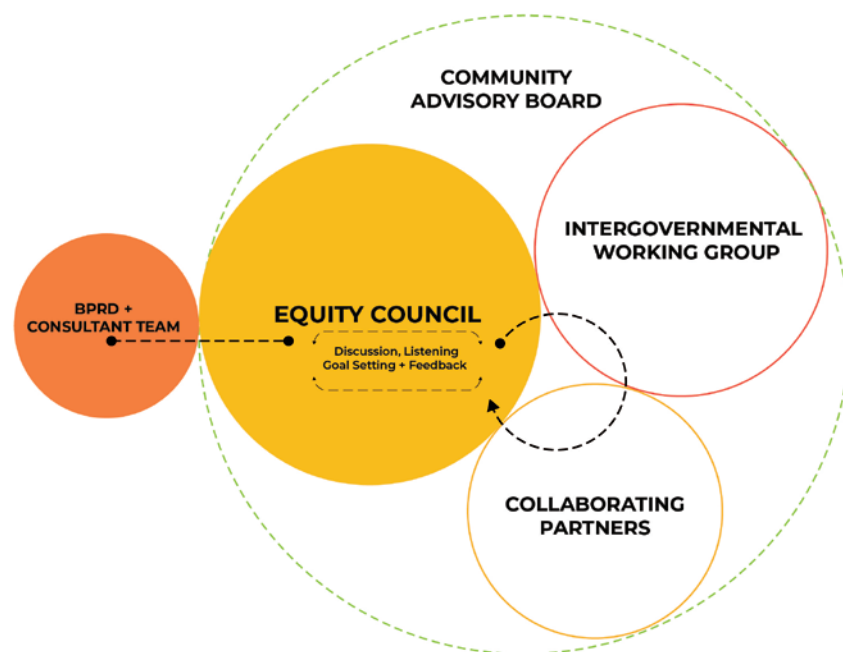 COMMUNITY
ADVISORY BOARD
INTERGOVERNMENTAL
WORKING GROUP
BPRD +
CONSULTANT TEAM
EQUITY COUNCIL
Discussion, Listening
Goal Setting + Feedback
COLLABORATING
PARTNERS